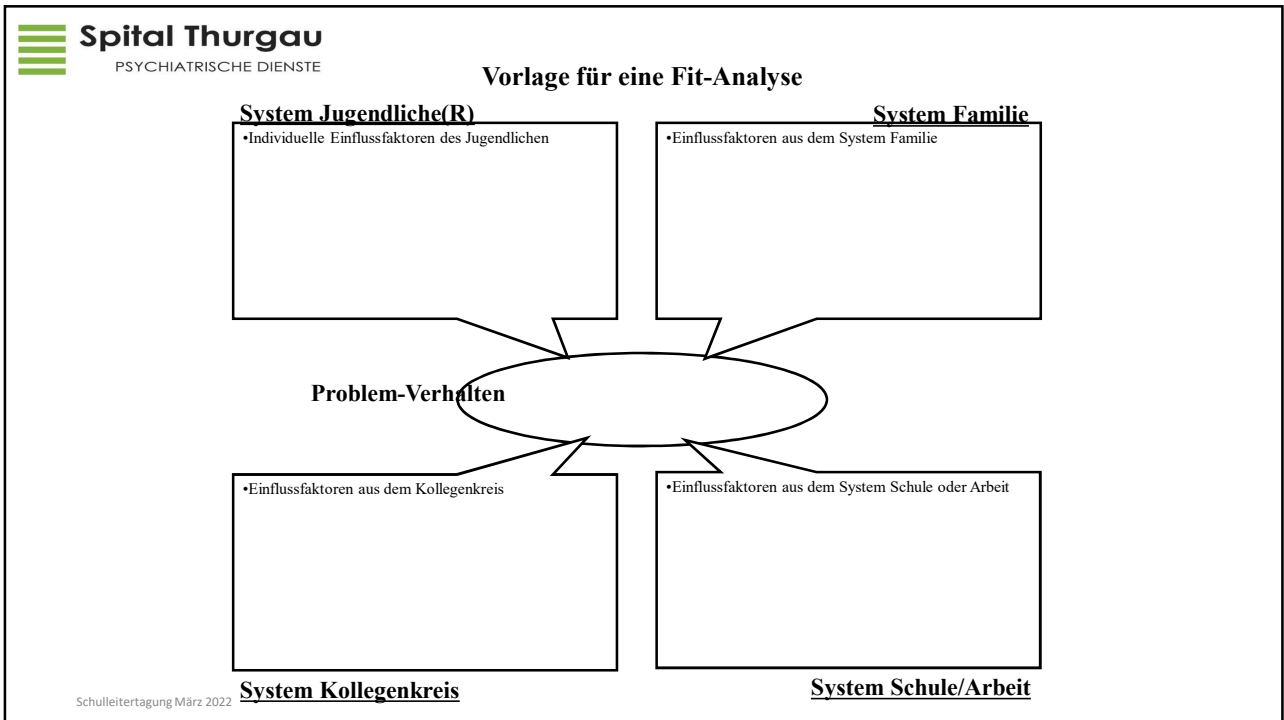 Spital Thurgau
PSYCHIATRISCHE DIENSTE
Vorlage für eine Fit-Analyse
System Jugendliche(R)
•Individuelle Einflussfaktoren des Jugendlichen
System Familie
•Einflussfaktoren aus dem System Familie
Problem-Verhalten
•Einflussfaktoren aus dem Kollegenkreis
System Kollegenkreis
•Einflussfaktoren aus dem System Schule oder Arbeit
System Schule/Arbeit
Schulleitertagung März 2022